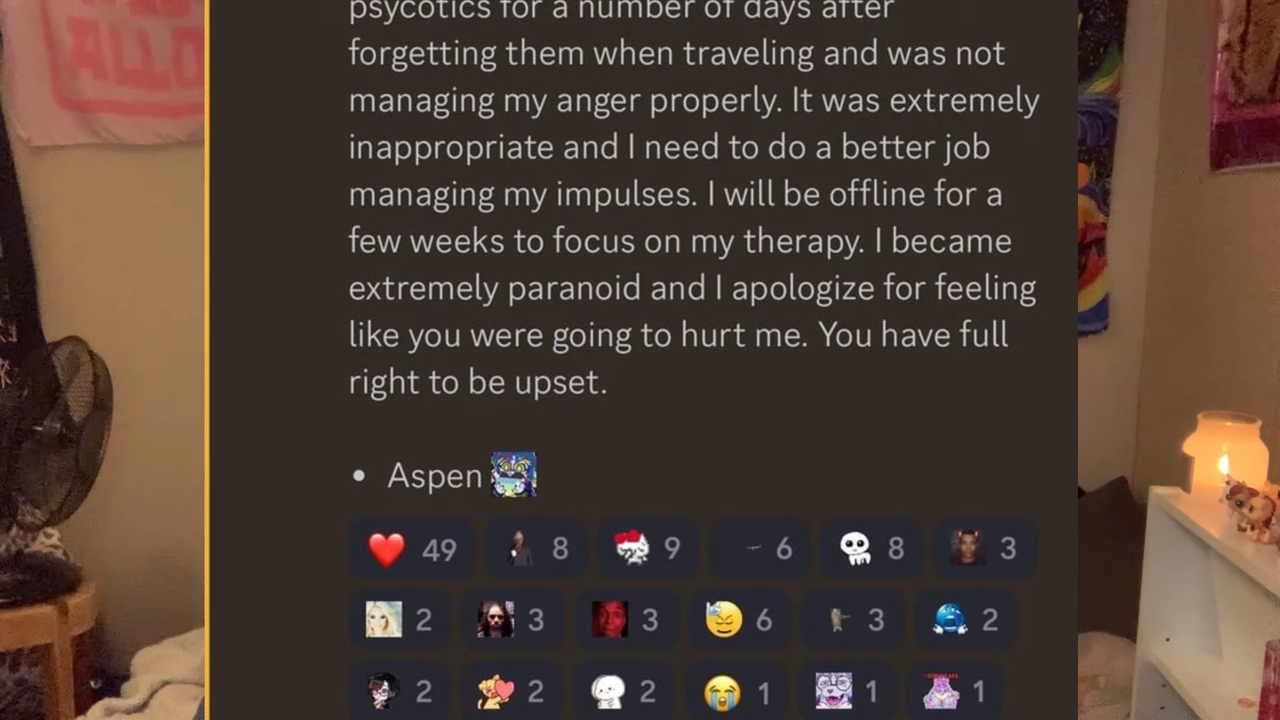 psycotics for a number of days after
forgetting them when traveling and was not
managing my anger properly. It was extremely
inappropriate and I need to do a better job
managing my impulses. I will be offline for a
few weeks to focus on my therapy. I became
extremely paranoid and I apologize for feeling
like you were going to hurt me. You have full
right to be upset.
• Aspen
49 8 9 6 8 3
2 3 3 6 3 2
2 2 2 1 1 1